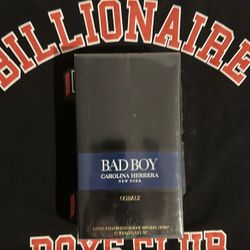 BILLIONAIRE
BAD BOY
CAROLINA HERRERA
NEW YORK
COBALT
BOYS CLUB